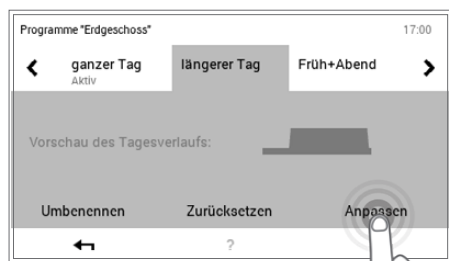 Programme "Erdgeschoss" 17:00
ganzer Tag längerer Tag Früh+Abend
Aktiv
Vorschau des Tagesverlaufs:
Umbenennen Zurücksetzen Anpassen
?